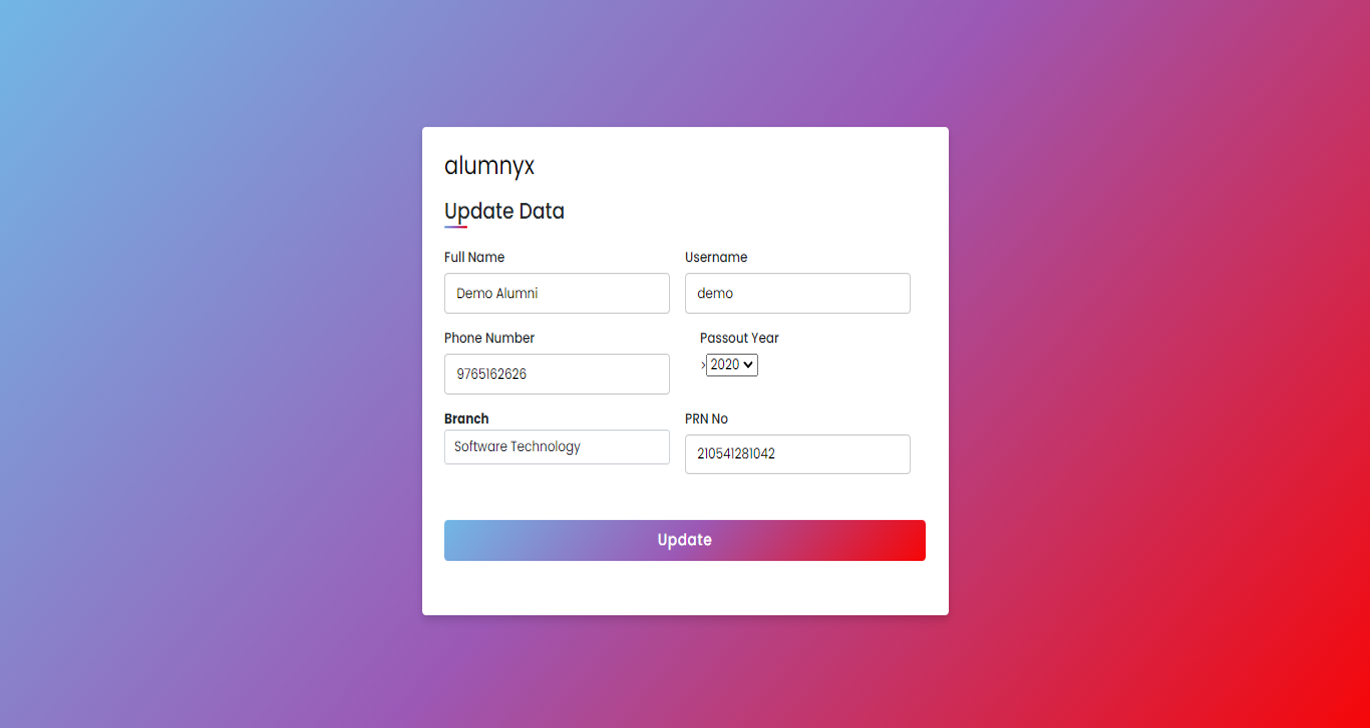 alumnyx
Update Data
Full Name Username
Demo Alumni demo
Phone Number Passout Year
9765162626 >2020
Branch PRN No
Software Technology 210541281042
Update